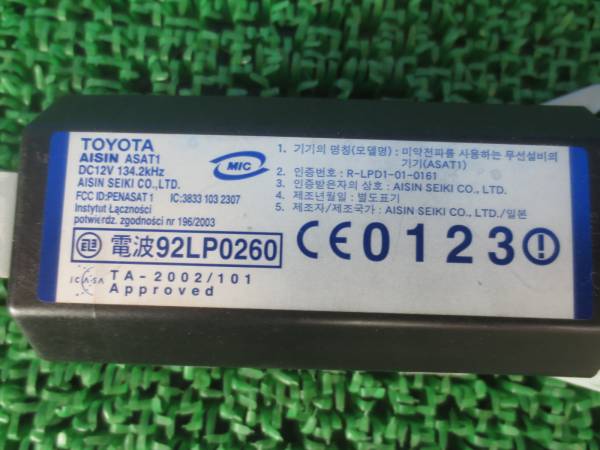 TOYOTA
AISIN ASAT1
DC12V 134.2kHz
AISIN SEIKI CO.,LTD.
FCC ID:PENASAT 1 IC:3833 103 2307
Instytut Łączności
potwierdz. zgodności nr 196/2003
MIC
1. 기기의 명칭(모델명) : 미약전파를 사용하는 무선설비의
기기(ASAT1)
2. 인증번호 : R-LPD1-01-0161
3. 인증받은자의 상호 : AISIN SEIKI CO., LTD.
4. 제조년월일 : 별도표기
5. 제조자/제조국가 : AISIN SEIKI CO., LTD./일본
電波92LP0260
CE0123
ICASA
TA-2002/101
Approved